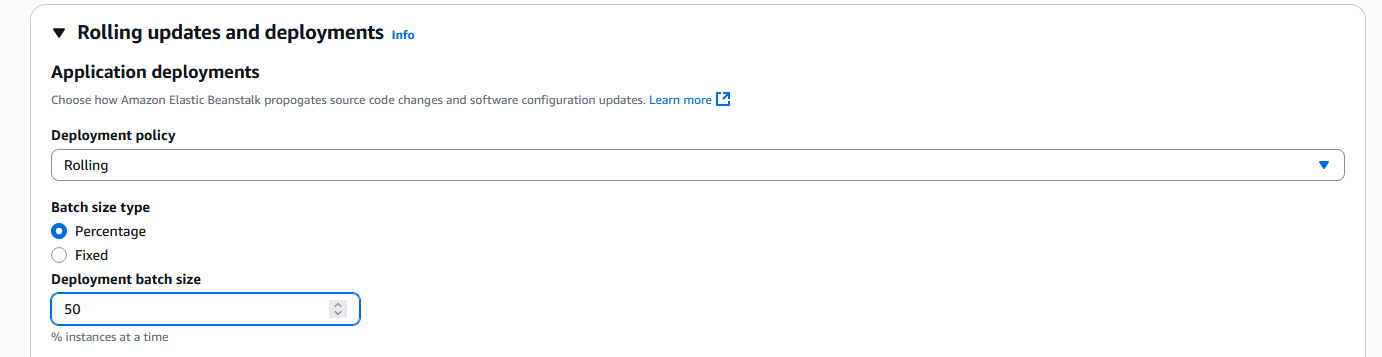 Rolling updates and deployments Info
Application deployments
Choose how Amazon Elastic Beanstalk propogates source code changes and software configuration updates. Learn more
Deployment policy
Rolling
Batch size type
Percentage
Fixed
Deployment batch size
50
% instances at a time